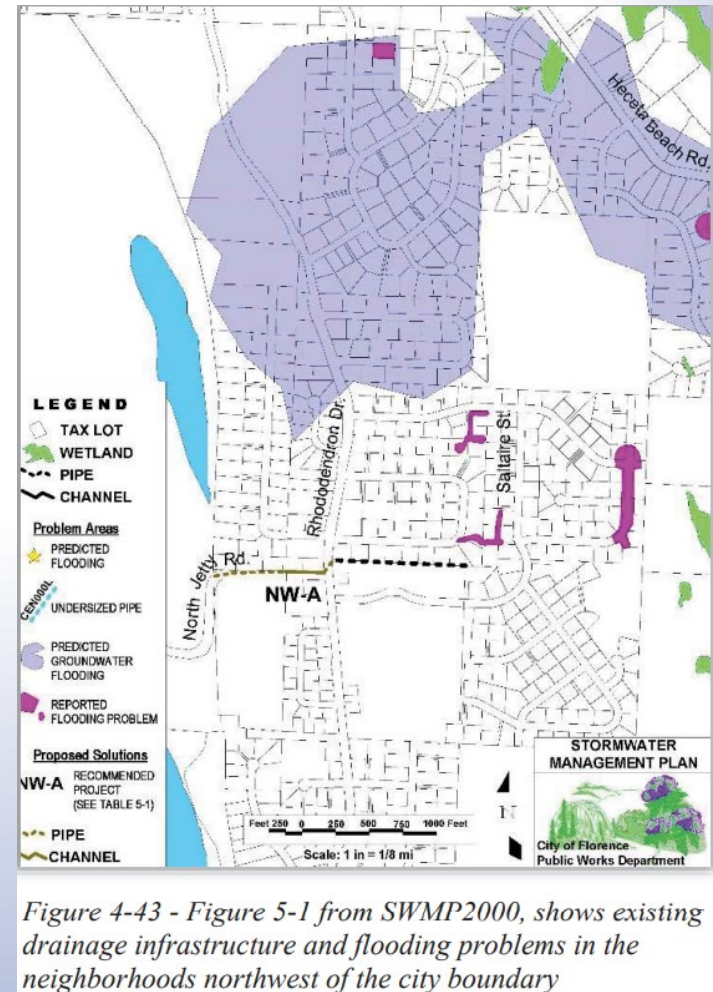 Heceta Beach Rd.
Rhododendron Dr.
Saltaire St.
North Jetty Rd.
NW-A
LEGEND
TAX LOT
WETLAND
PIPE
CHANNEL
Problem Areas
PREDICTED
FLOODING
CEN000L
UNDERSIZED PIPE
PREDICTED
GROUNDWATER
FLOODING
REPORTED
FLOODING PROBLEM
Proposed Solutions
NW-A RECOMMENDED
PROJECT
(SEE TABLE 5-1)
PIPE
CHANNEL
Feet 250 0 250 500 750 1000 Feet
Scale: 1 in = 1/8 mi
N
STORMWATER
MANAGEMENT PLAN
City of Florence
Public Works Department
Figure 4-43 - Figure 5-1 from SWMP2000, shows existing
drainage infrastructure and flooding problems in the
neighborhoods northwest of the city boundary